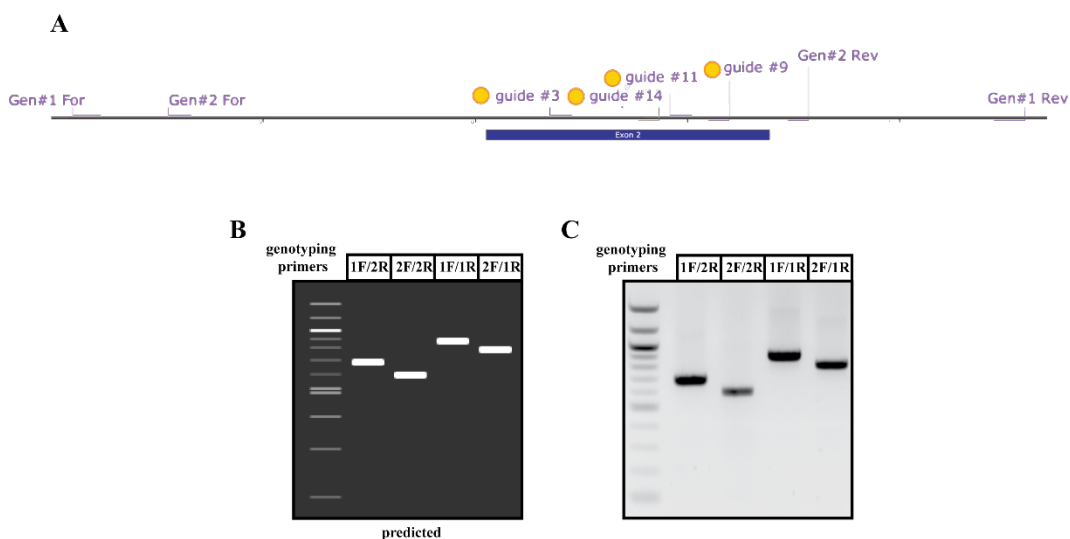 A
guide #11
guide #9
Gen#2 Rev
Gen#1 For
Gen#2 For
guide #3
guide #14
Gen#1 Rev
Exon 2
B
genotyping
primers
1F/2R
2F/2R
1F/1R
2F/1R
predicted
C
genotyping
primers
1F/2R
2F/2R
1F/1R
2F/1R